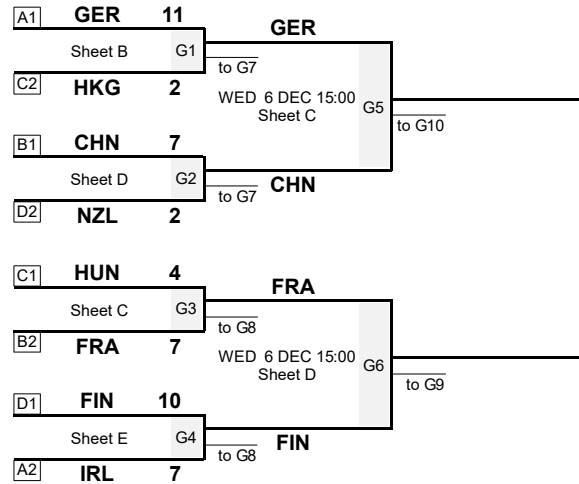 A1 GER 11
GER
Sheet B G1
to G7
C2 HKG 2
WED 6 DEC 15:00
Sheet C
G5
to G10
B1 CHN 7
Sheet D G2
to G7
CHN
D2 NZL 2
C1 HUN 4
FRA
Sheet C G3
to G8
B2 FRA 7
WED 6 DEC 15:00
Sheet D
G6
to G9
D1 FIN 10
Sheet E G4
to G8
FIN
A2 IRL 7